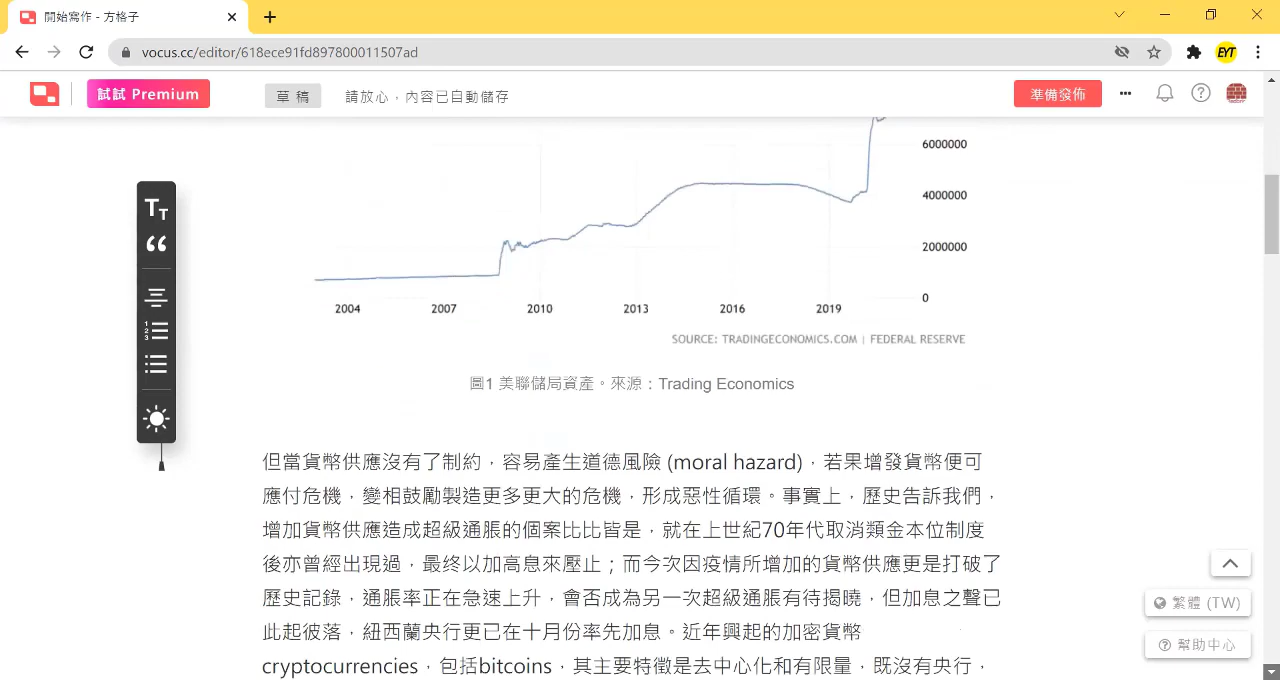 開始寫作 - 方格子
vocus.cc/editor/618ece91fd897800011507ad
EYT
試試 Premium
草稿
請放心，內容已自動儲存
準備發佈
6000000
4000000
2000000
0
2004 2007 2010 2013 2016 2019
SOURCE: TRADINGECONOMICS.COM | FEDERAL RESERVE
圖1 美聯儲局資產。來源：Trading Economics
但當貨幣供應沒有了制約，容易產生道德風險 (moral hazard)，若果增發貨幣便可
應付危機，變相鼓勵製造更多更大的危機，形成惡性循環。事實上，歷史告訴我們，
增加貨幣供應造成超級通脹的個案比比皆是，就在上世紀70年代取消類金本位制度
後亦曾經出現過，最终以加高息來壓止；而今次因疫情所增加的貨幣供應更是打破了
歷史記錄，通脹率正在急速上升，會否成為另一次超級通脹有待揭曉，但加息之聲已
此起彼落，紐西蘭央行更已在十月份率先加息。近年興起的加密貨幣
cryptocurrencies，包括bitcoins，其主要特徵是去中心化和有限量，既沒有央行，
繁體 (TW)
幫助中心